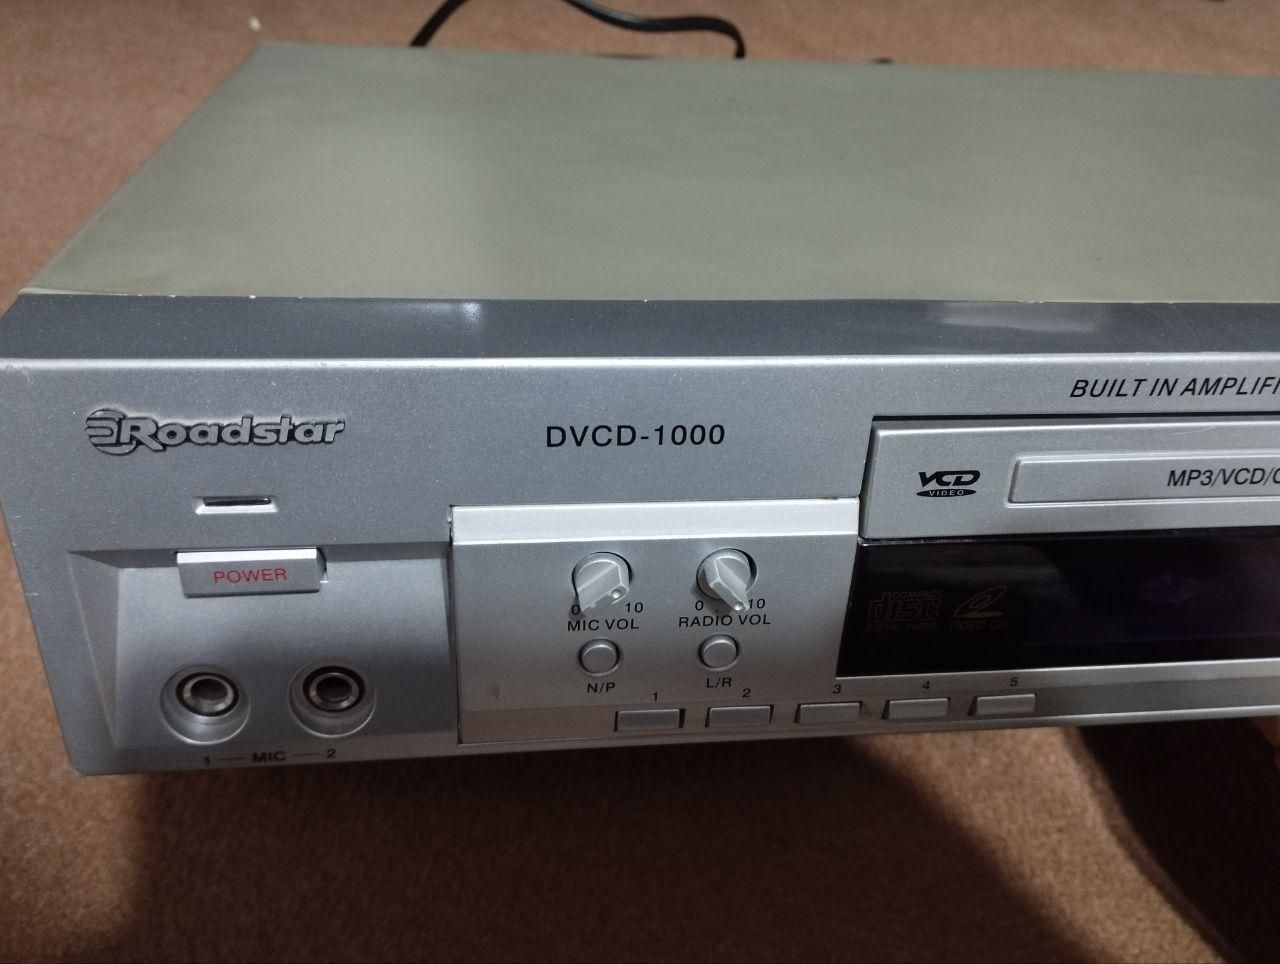 BUILT IN AMPLIFI
Roadstar
DVCD-1000
VCD
VIDEO
MP3/VCD/C
POWER
0 10
MIC VOL
0 10
RADIO VOL
COMPACT
disc
DIGITAL AUDIO
VIDEO CD
N/P
L/R
1 2 3 4 5
1 — MIC — 2